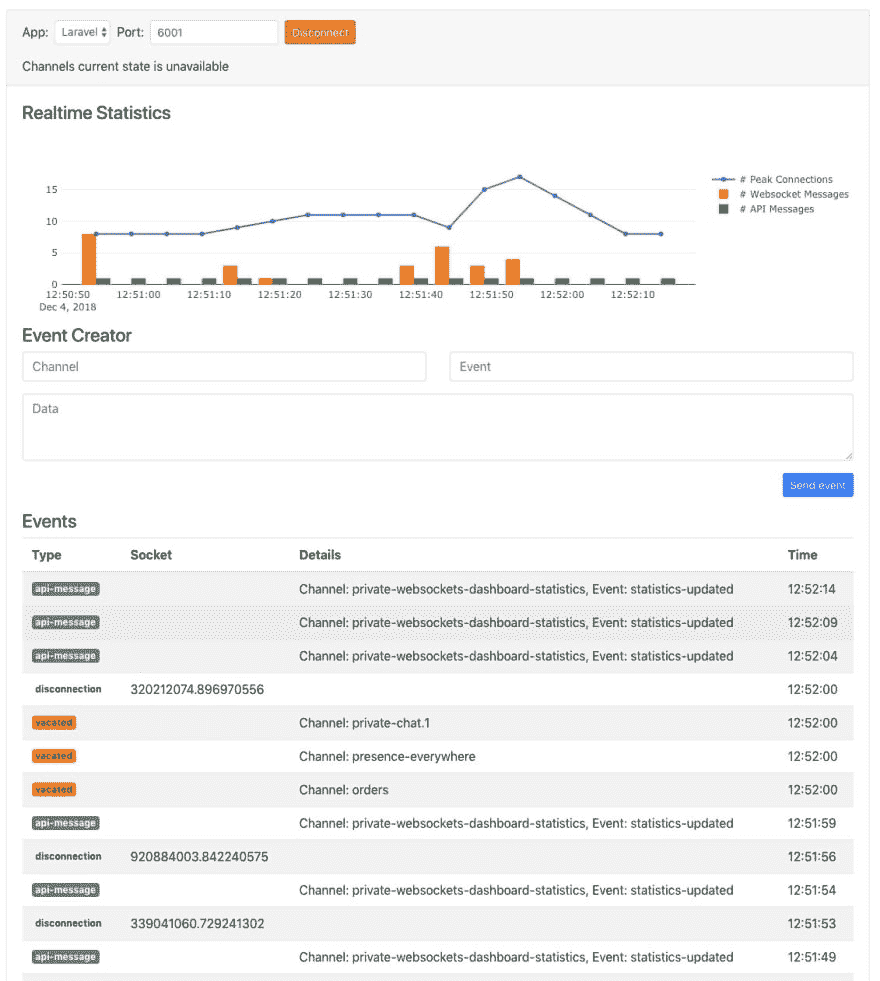 App: Laravel Port: 6001 Disconnect
Channels current state is unavailable
Realtime Statistics
15
10
5
0
# Peak Connections
# Websocket Messages
# API Messages
12:50:50 12:51:00 12:51:10 12:51:20 12:51:30 12:51:40 12:51:50 12:52:00 12:52:10
Dec 4, 2018
Event Creator
Channel Event
Data
Send event
Events
Type Socket Details Time
api-message Channel: private-websockets-dashboard-statistics, Event: statistics-updated 12:52:14
api-message Channel: private-websockets-dashboard-statistics, Event: statistics-updated 12:52:09
api-message Channel: private-websockets-dashboard-statistics, Event: statistics-updated 12:52:04
disconnection 320212074.896970556 12:52:00
vacated Channel: private-chat.1 12:52:00
vacated Channel: presence-everywhere 12:52:00
vacated Channel: orders 12:52:00
api-message Channel: private-websockets-dashboard-statistics, Event: statistics-updated 12:51:59
disconnection 920884003.842240575 12:51:56
api-message Channel: private-websockets-dashboard-statistics, Event: statistics-updated 12:51:54
disconnection 339041060.729241302 12:51:53
api-message Channel: private-websockets-dashboard-statistics, Event: statistics-updated 12:51:49